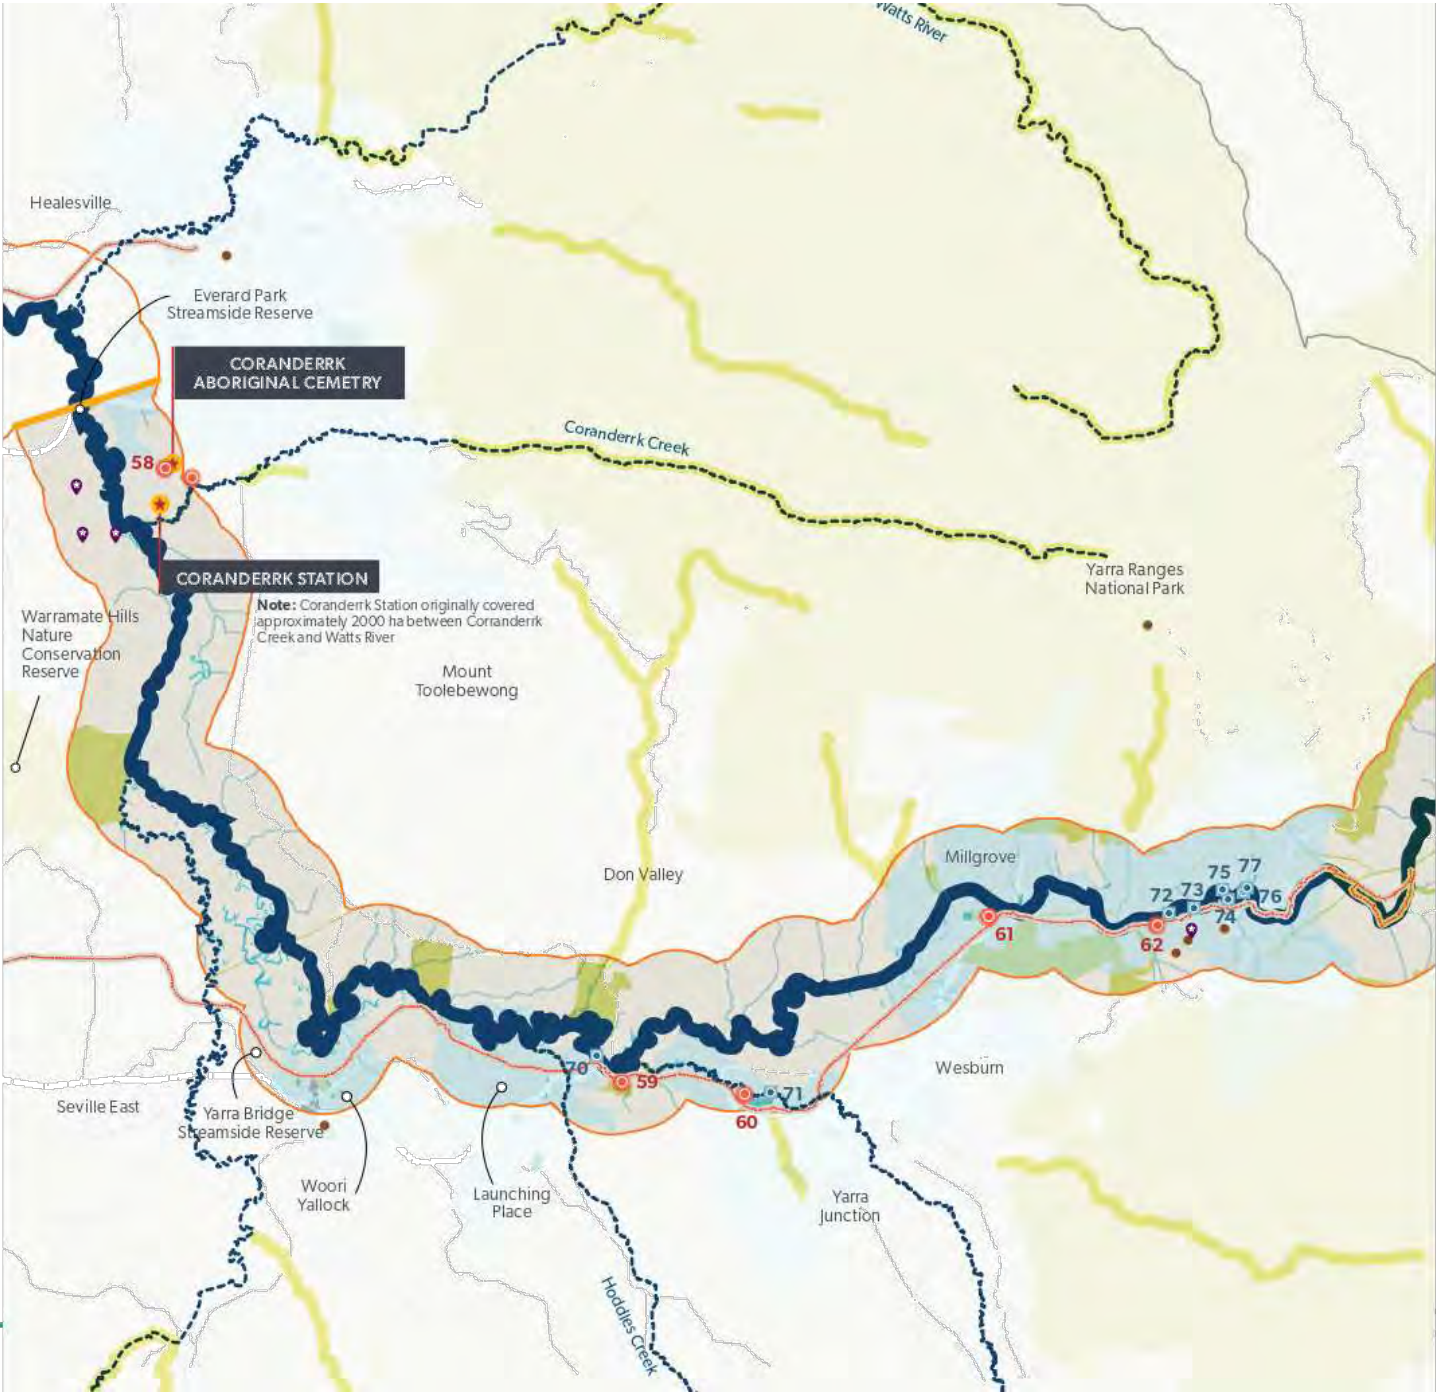 Watts River
Healesville
Everard Park
Streamside Reserve
CORANDERRK
ABORIGINAL CEMETRY
Coranderrk Creek
58
CORANDERRK STATION
Note: Coranderrk Station originally covered
approximately 2000 ha between Corranderrk
Creek and Watts River
Yarra Ranges
National Park
Warramate Hills
Nature
Conservation
Reserve
Mount
Toolebewong
Don Valley
Millgrove
75
77
72
73
76
74
61
62
70
59
71
60
Wesburn
Seville East
Yarra Bridge
Streamside Reserve
Woori
Yallock
Launching
Place
Yarra
Junction
Hoddles Creek